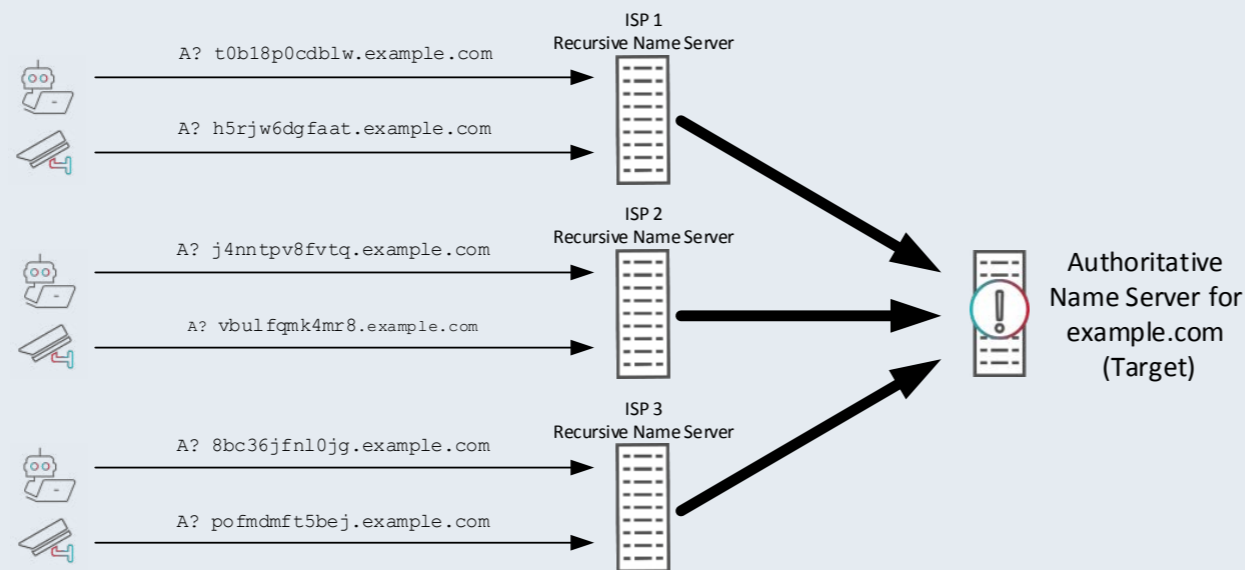 ISP 1
Recursive Name Server
A? t0b18p0cdblw.example.com
A? h5rjw6dgfaat.example.com
ISP 2
Recursive Name Server
A? j4nntpv8fvtq.example.com
A? vbulfqmk4mr8.example.com
Authoritative
Name Server for
example.com
(Target)
ISP 3
Recursive Name Server
A? 8bc36jfnl0jg.example.com
A? pofmdmft5bej.example.com